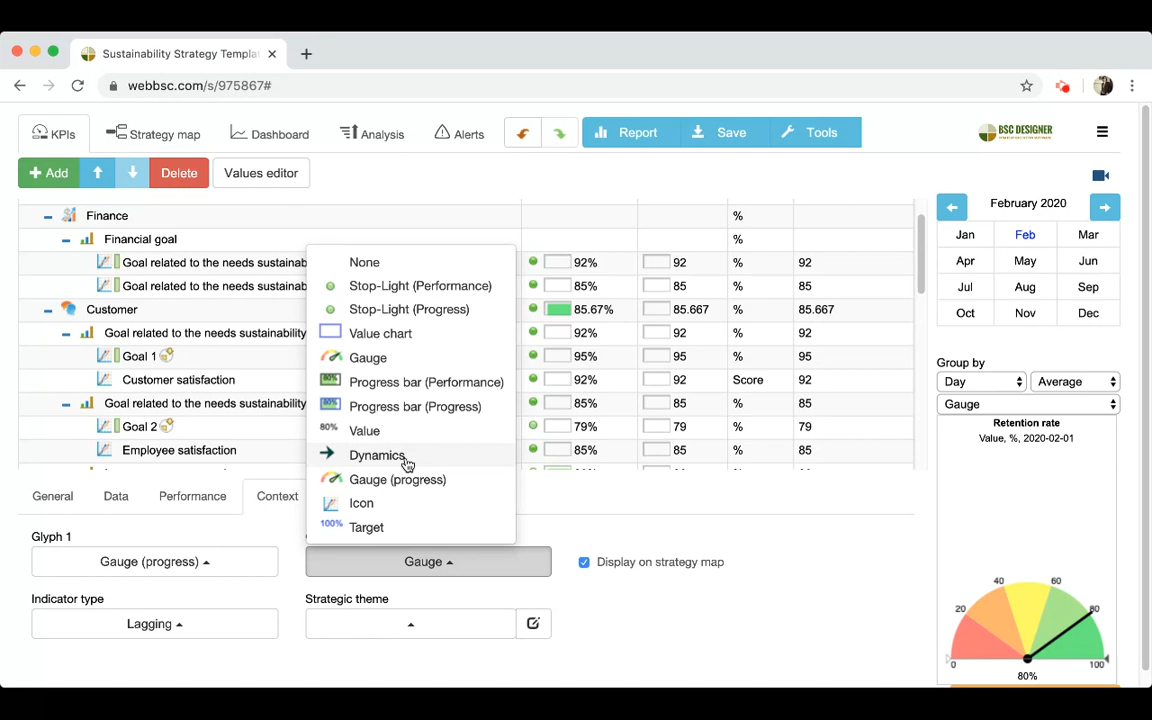 Sustainability Strategy Templa
webbsc.com/s/975867#
KPIs
Strategy map
Dashboard
Analysis
Alerts
Report
Save
Tools
BSC DESIGNER
+ Add
Delete
Values editor
Finance %
Financial goal %
Goal related to the needs sustainab 92% 92 % 92
Goal related to the needs sustainab 85% 85 % 85
Customer 85.67% 85.667 % 85.667
Goal related to the needs sustainability 92% 92 % 92
Goal 1 95% 95 % 95
Customer satisfaction 92% 92 Score 92
Goal related to the needs sustainability 85% 85 % 85
Goal 2 79% 79 % 79
Employee satisfaction 85% 85 % 85
None
Stop-Light (Performance)
Stop-Light (Progress)
Value chart
Gauge
80% Progress bar (Performance)
80% Progress bar (Progress)
80% Value
Dynamics
Gauge (progress)
Icon
100% Target
General
Data
Performance
Context
Glyph 1
Gauge (progress)
Gauge
Display on strategy map
Indicator type
Strategic theme
Lagging
February 2020
Jan Feb Mar
Apr May Jun
Jul Aug Sep
Oct Nov Dec
Group by
Day
Average
Gauge
Retention rate
Value, %, 2020-02-01
40 60
20 80
0 100
80%